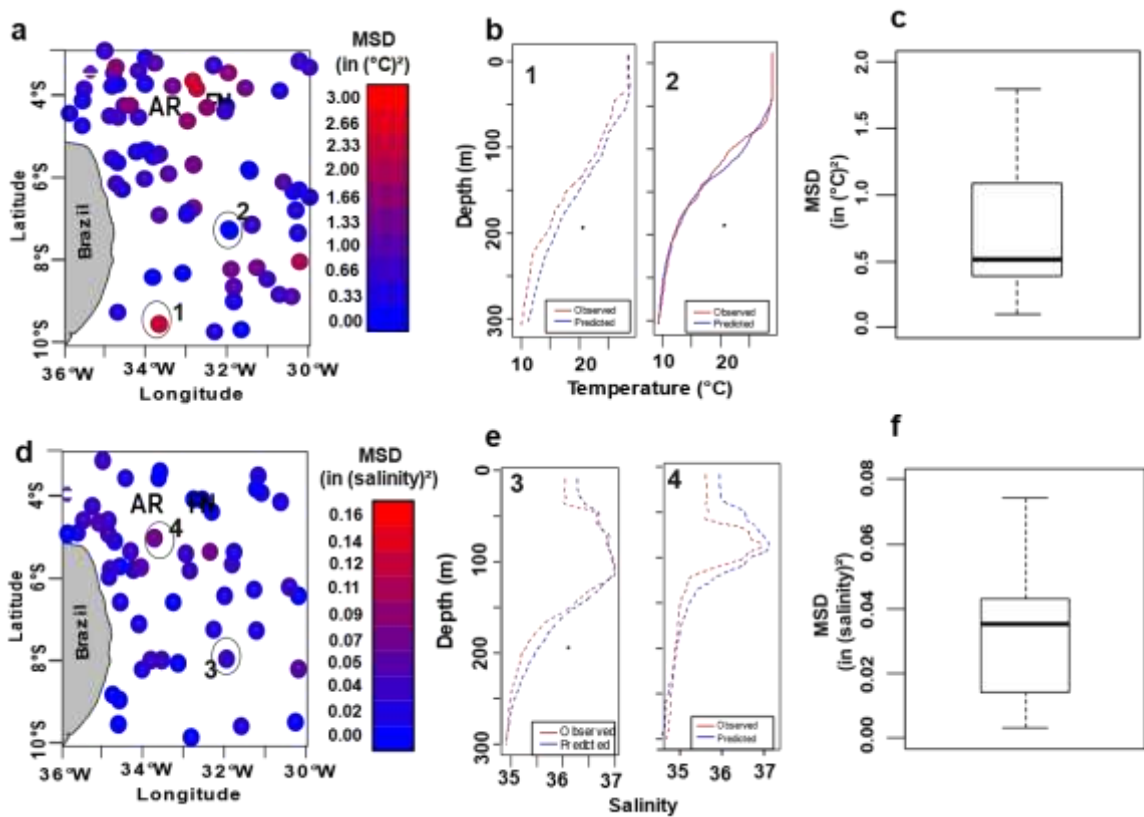 a
MSD
(in (°C)²)
3.00
2.66
2.33
2.00
1.66
1.33
1.00
0.66
0.33
0.00
4°S
6°S
8°S
10°S
Latitude
AR
FN
Brazil
2
1
36°W
34°W
32°W
30°W
Longitude
b
1
2
0
100
200
300
Depth (m)
Observed
Predicted
Observed
Predicted
10
20
10
20
Temperature (°C)
c
MSD
(in (°C)²)
2.0
1.5
1.0
0.5
0.0
d
MSD
(in (salinity)²)
0.16
0.14
0.12
0.10
0.09
0.07
0.05
0.04
0.02
0.00
4°S
6°S
8°S
10°S
Latitude
AR
FN
Brazil
4
3
36°W
34°W
32°W
30°W
Longitude
e
3
4
0
100
200
300
Depth (m)
Observed
Predicted
Observed
Predicted
35
36
37
35
36
37
Salinity
f
MSD
(in (salinity)²)
0.08
0.06
0.04
0.02
0.00